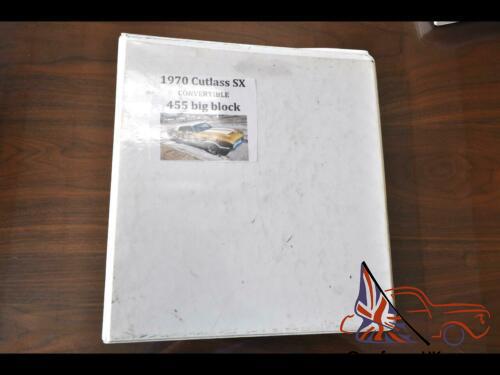 1970 Cutlass SX
CONVERTIBLE
455 big block